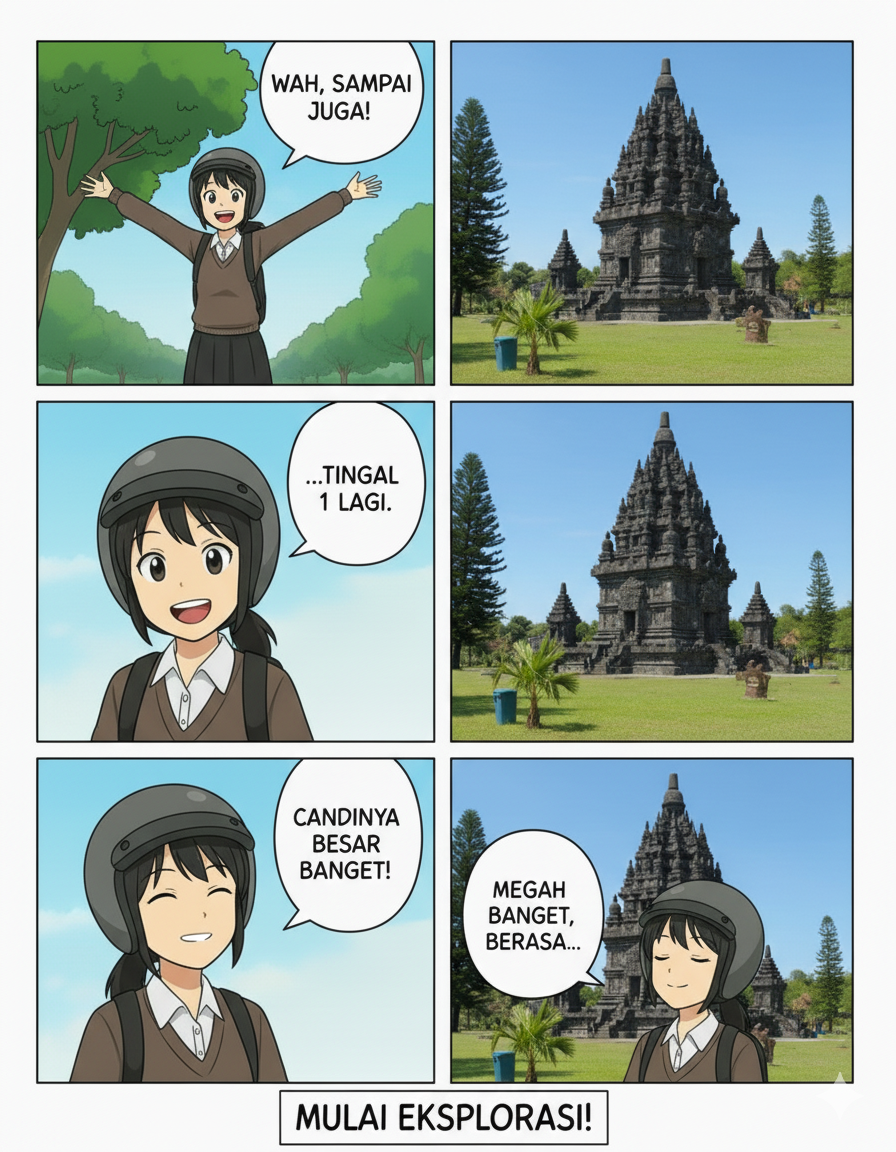 WAH, SAMPAI
JUGA!
...TINGAL
1 LAGI.
CANDINYA
BESAR
BANGET!
MEGAH
BANGET,
BERASA...
MULAI EKSPLORASI!